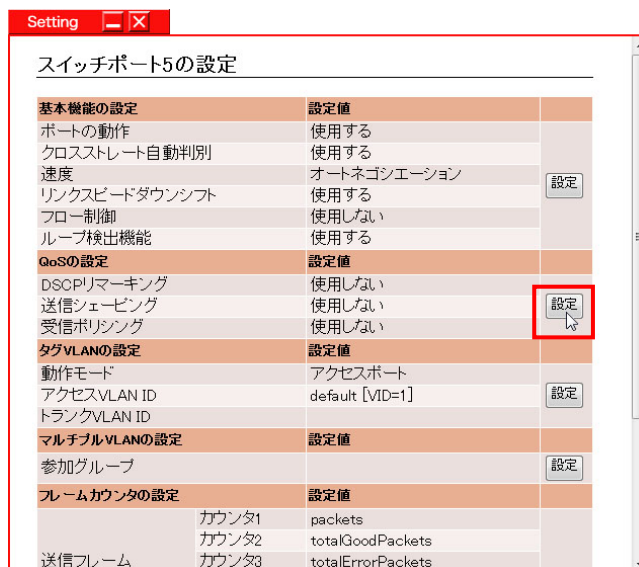 Setting
スイッチポート5の設定
基本機能の設定 設定値
ポートの動作 使用する
クロスストレート自動判別 使用する
速度 オートネゴシエーション 設定
リンクスピードダウンシフト 使用する
フロー制御 使用しない
ループ検出機能 使用する
QoSの設定 設定値
DSCPリマーキング 使用しない
送信シェーピング 使用しない 設定
受信ポリシング 使用しない
タグVLANの設定 設定値
動作モード アクセスポート
アクセスVLAN ID default [VID=1] 設定
トランクVLAN ID
マルチプルVLANの設定 設定値
参加グループ 設定
フレームカウンタの設定 設定値
カウンタ1 packets
カウンタ2 totalGoodPackets
送信フレーム カウンタ3 totalErrorPackets